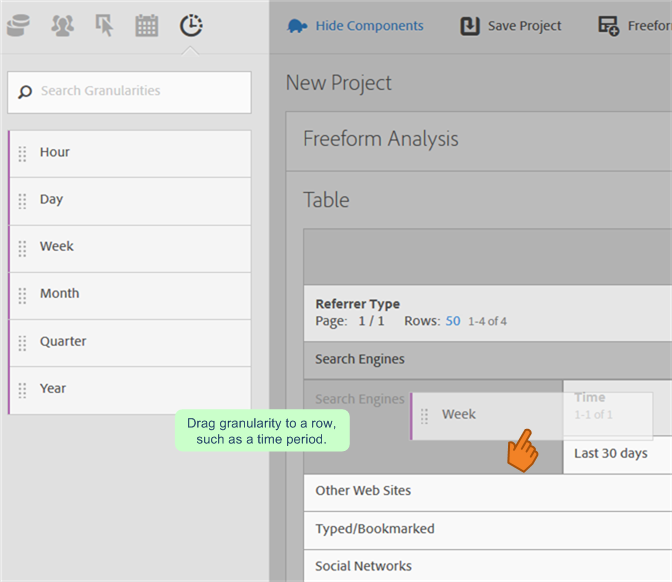 Hide Components
Save Project
Freefor
Search Granularities
New Project
Hour
Freeform Analysis
Day
Table
Week
Month
Referrer Type
Page: 1 / 1 Rows: 50 1-4 of 4
Quarter
Search Engines
Year
Search Engines
Time
Week
1-1 of 1
Drag granularity to a row,
such as a time period.
Last 30 days
Other Web Sites
Typed/Bookmarked
Social Networks